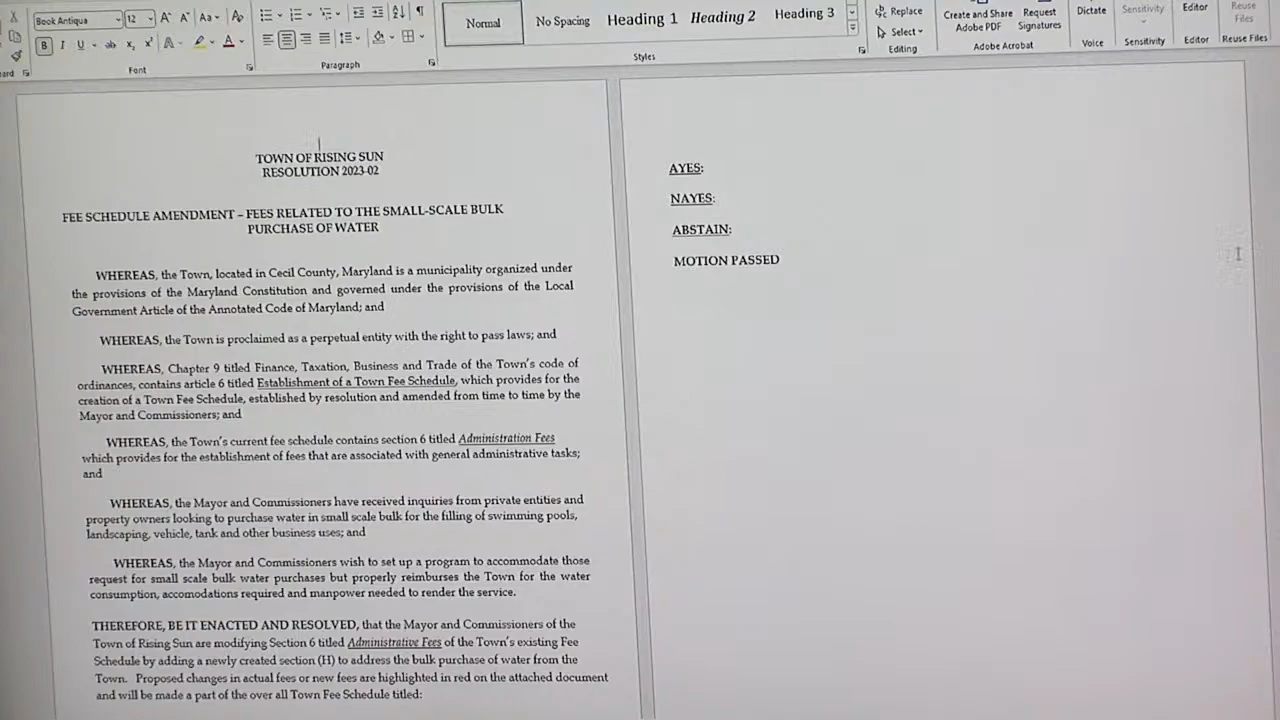 Book Antiqua
12
A A Aa A
Replace
Select
Editing
Normal
No Spacing
Heading 1
Heading 2
Heading 3
Create and Share
Adobe PDF
Request
Signatures
Adobe Acrobat
Dictate
Voice
Sensitivity
Sensitivity
Editor
Editor
Reuse
Files
Reuse Files
B I U ab x₂ x² A A
Font
Paragraph
Styles
TOWN OF RISING SUN
RESOLUTION 2023-02
FEE SCHEDULE AMENDMENT – FEES RELATED TO THE SMALL-SCALE BULK
PURCHASE OF WATER
WHEREAS, the Town, located in Cecil County, Maryland is a municipality organized under
the provisions of the Maryland Constitution and governed under the provisions of the Local
Government Article of the Annotated Code of Maryland; and
WHEREAS, the Town is proclaimed as a perpetual entity with the right to pass laws; and
WHEREAS, Chapter 9 titled Finance, Taxation, Business and Trade of the Town's code of
ordinances, contains article 6 titled Establishment of a Town Fee Schedule, which provides for the
creation of a Town Fee Schedule, established by resolution and amended from time to time by the
Mayor and Commissioners; and
WHEREAS, the Town's current fee schedule contains section 6 titled Administration Fees
which provides for the establishment of fees that are associated with general administrative tasks;
and
WHEREAS, the Mayor and Commissioners have received inquiries from private entities and
property owners looking to purchase water in small scale bulk for the filling of swimming pools,
landscaping, vehicle, tank and other business uses; and
WHEREAS, the Mayor and Commissioners wish to set up a program to accommodate those
request for small scale bulk water purchases but properly reimburses the Town for the water
consumption, accomodations required and manpower needed to render the service.
THEREFORE, BE IT ENACTED AND RESOLVED, that the Mayor and Commissioners of the
Town of Rising Sun are modifying Section 6 titled Administrative Fees of the Town's existing Fee
Schedule by adding a newly created section (H) to address the bulk purchase of water from the
Town. Proposed changes in actual fees or new fees are highlighted in red on the attached document
and will be made a part of the over all Town Fee Schedule titled:
AYES:
NAYES:
ABSTAIN:
MOTION PASSED